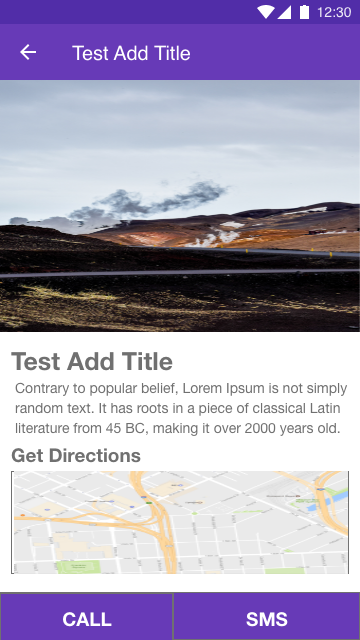 12:30
Test Add Title
Test Add Title
Contrary to popular belief, Lorem Ipsum is not simply
random text. It has roots in a piece of classical Latin
literature from 45 BC, making it over 2000 years old.
Get Directions
CALL
SMS